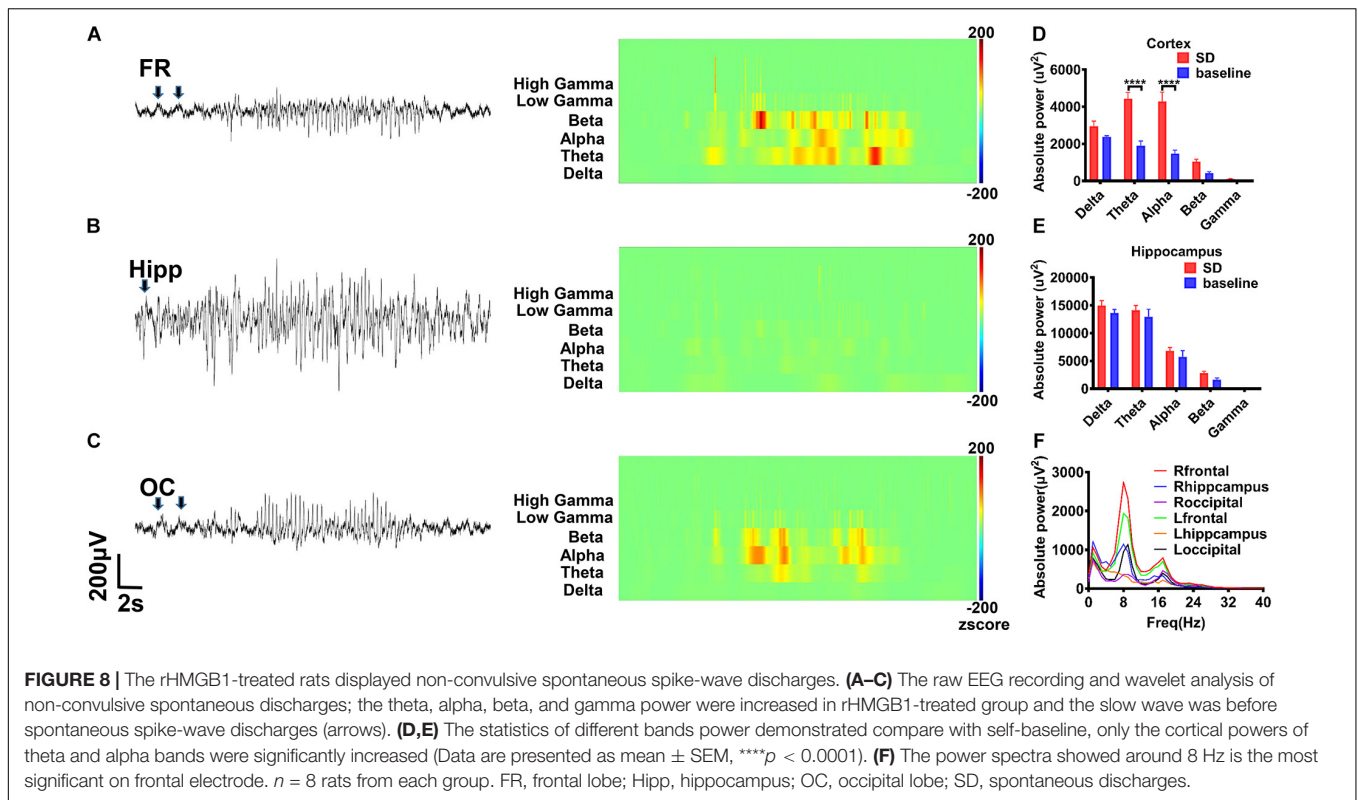 A
FR
High Gamma
Low Gamma
Beta
Alpha
Theta
Delta
200
-200
B
Hipp
High Gamma
Low Gamma
Beta
Alpha
Theta
Delta
200
-200
C
OC
200μV
2s
High Gamma
Low Gamma
Beta
Alpha
Theta
Delta
200
-200
zscore
D
Cortex
SD
baseline
**** ****
Absolute power (uV²)
6000
4000
2000
0
Delta Theta Alpha Beta Gamma
E
Hippocampus
SD
baseline
Absolute power (uV²)
20000
15000
10000
5000
0
Delta Theta Alpha Beta Gamma
F
Rfrontal
Rhippcampus
Roccipital
Lfrontal
Lhippcampus
Loccipital
Absolute power(μV²)
3000
2000
1000
0
0 8 16 24 32 40
Freq(Hz)
FIGURE 8 | The rHMGB1-treated rats displayed non-convulsive spontaneous spike-wave discharges. (A–C) The raw EEG recording and wavelet analysis of
non-convulsive spontaneous discharges; the theta, alpha, beta, and gamma power were increased in rHMGB1-treated group and the slow wave was before
spontaneous spike-wave discharges (arrows). (D,E) The statistics of different bands power demonstrated compare with self-baseline, only the cortical powers of
theta and alpha bands were significantly increased (Data are presented as mean ± SEM, ****p < 0.0001). (F) The power spectra showed around 8 Hz is the most
significant on frontal electrode. n = 8 rats from each group. FR, frontal lobe; Hipp, hippocampus; OC, occipital lobe; SD, spontaneous discharges.